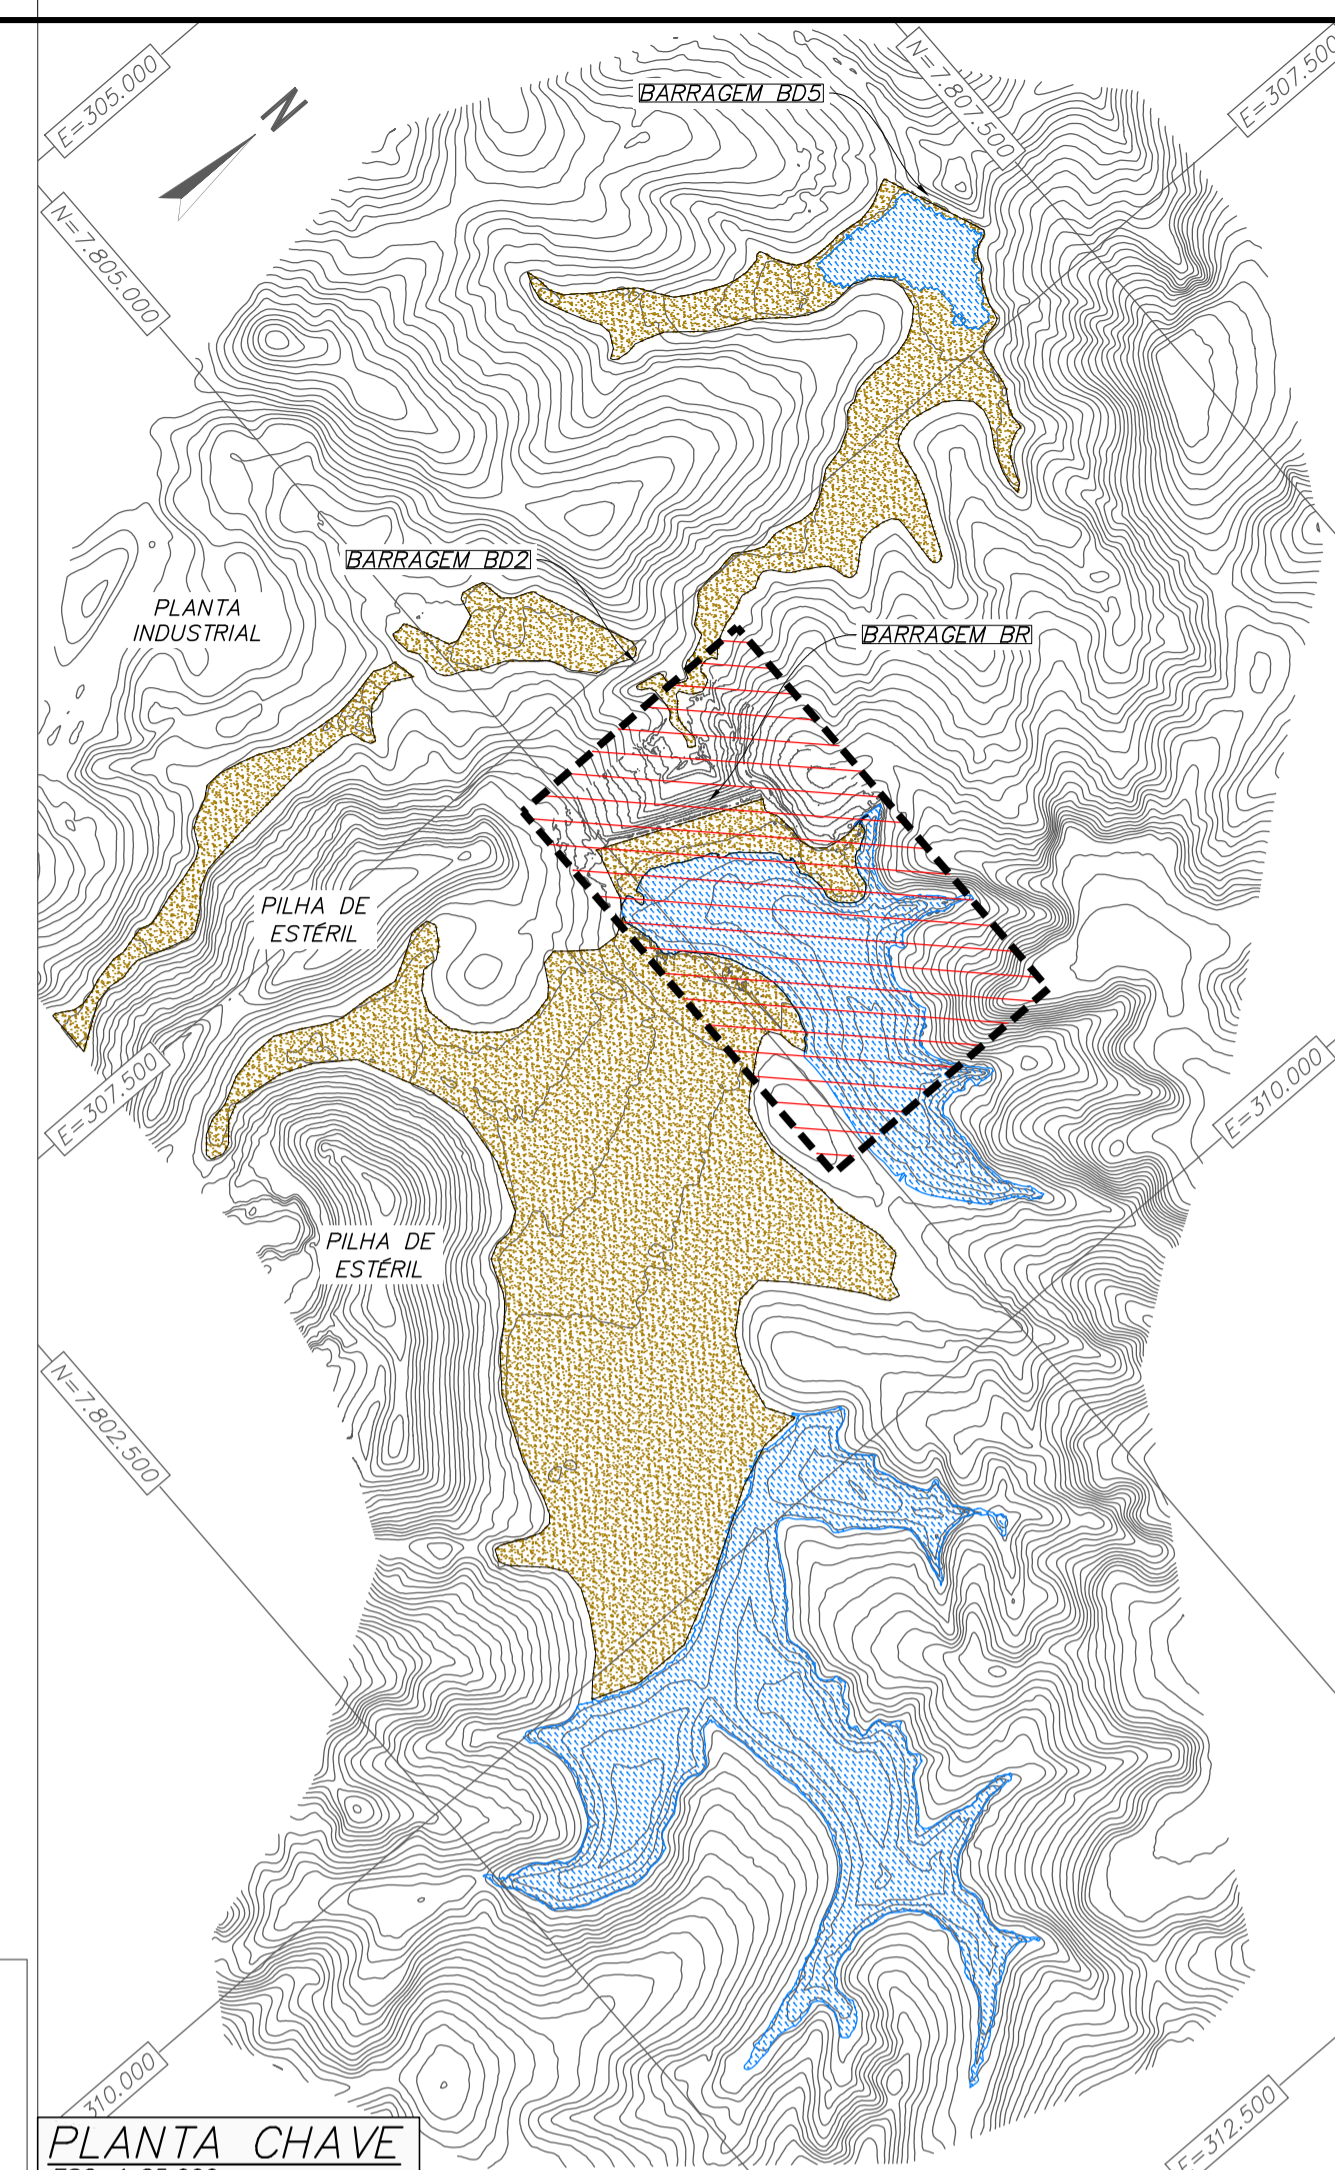 E=305.000
N=7.807.500
E=307.500
N
BARRAGEM BD5
N=7.805.000
BARRAGEM BD2
PLANTA
INDUSTRIAL
BARRAGEM BR
PILHA DE
ESTÉRIL
E=307.500
E=310.000
PILHA DE
ESTÉRIL
N=7.802.500
310.000
E=312.500
PLANTA CHAVE